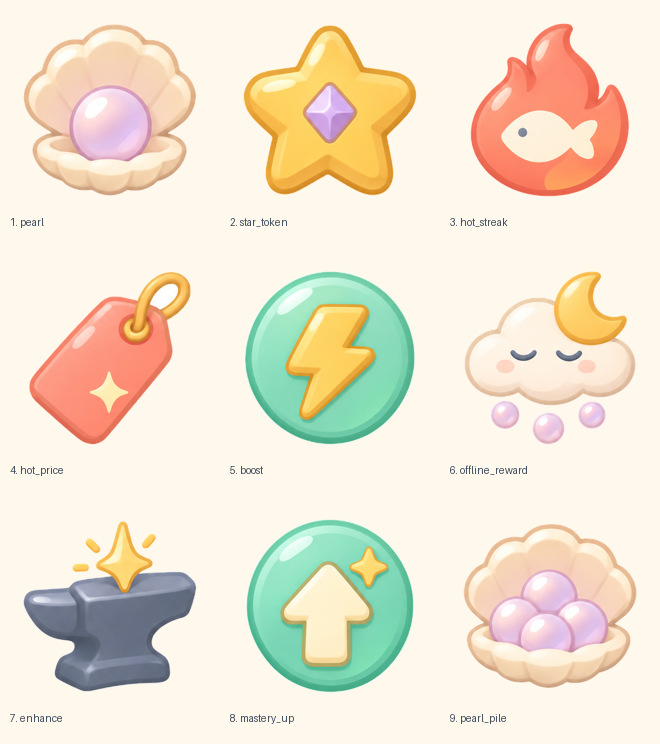 1. pearl
2. star_token
3. hot_streak
4. hot_price
5. boost
6. offline_reward
7. enhance
8. mastery_up
9. pearl_pile